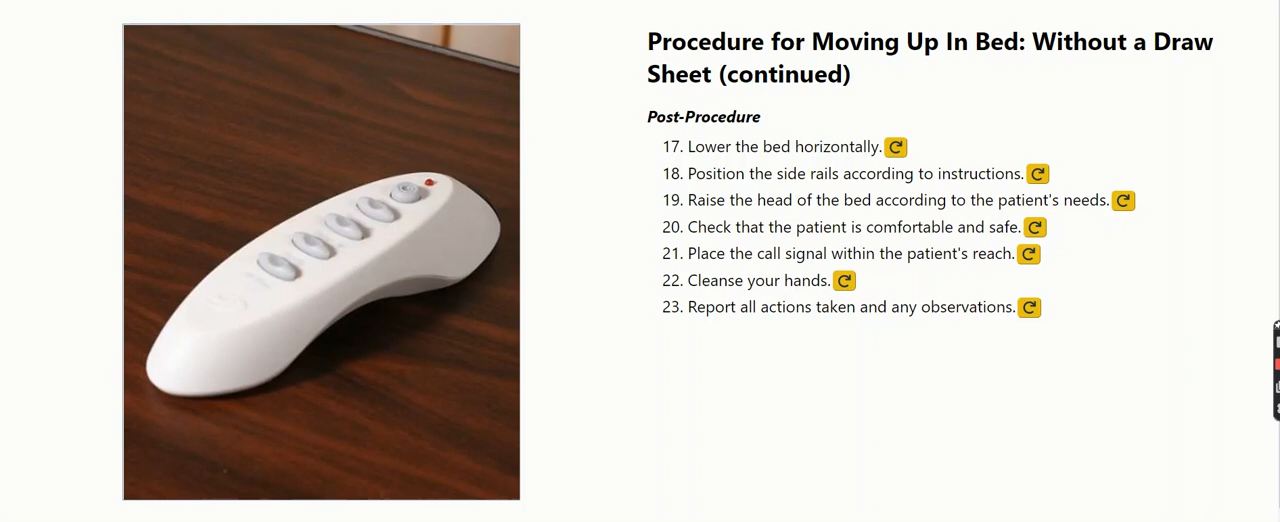 Procedure for Moving Up In Bed: Without a Draw
Sheet (continued)
Post-Procedure
17. Lower the bed horizontally.
18. Position the side rails according to instructions.
19. Raise the head of the bed according to the patient's needs.
20. Check that the patient is comfortable and safe.
21. Place the call signal within the patient's reach.
22. Cleanse your hands.
23. Report all actions taken and any observations.